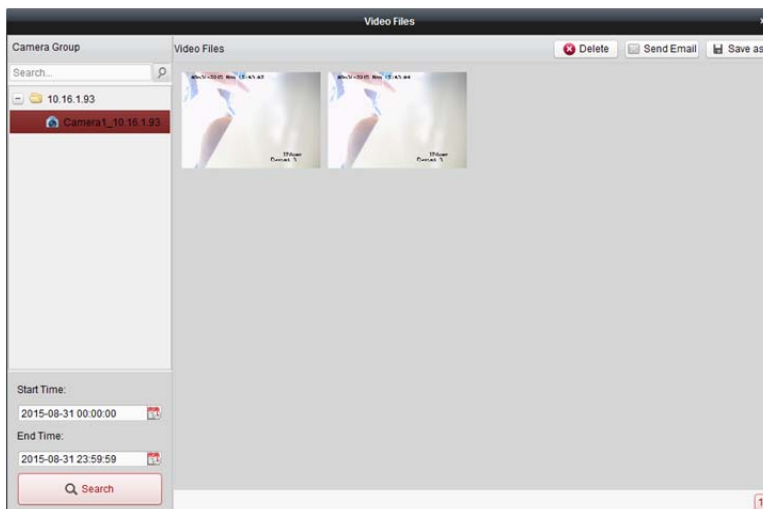 Video Files
Camera Group
Video Files
Delete
Send Email
Save as
Search...
10.16.1.93
Camera1_10.16.1.93
Start Time:
2015-08-31 00:00:00
End Time:
2015-08-31 23:59:59
Search
1